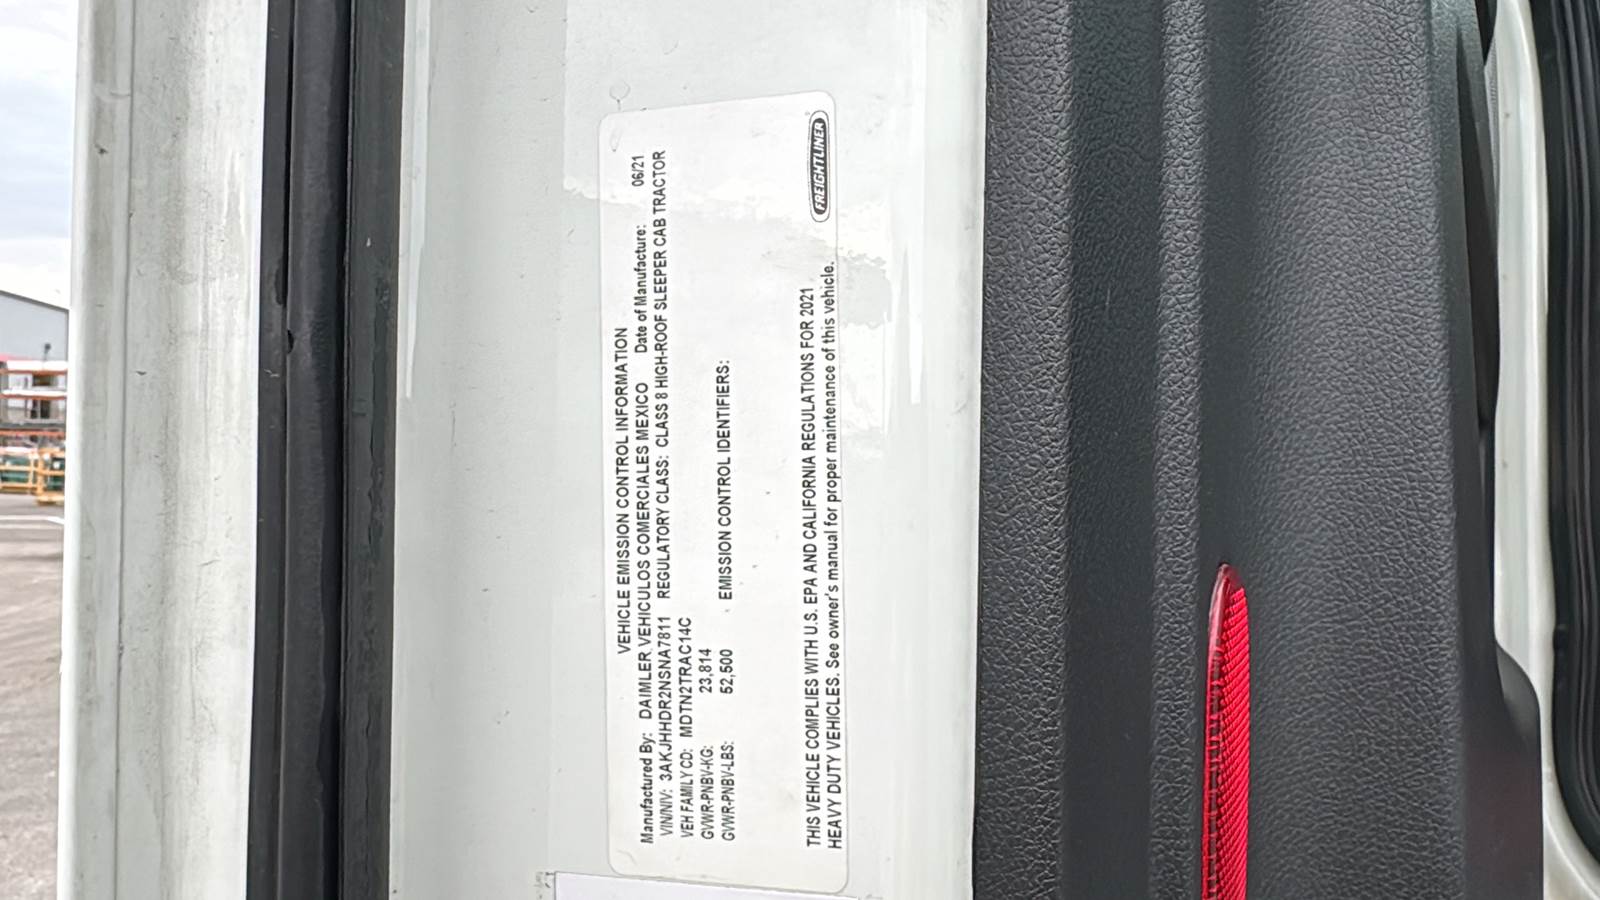 VEHICLE EMISSION CONTROL INFORMATION
Manufactured By: DAIMLER VEHICULOS COMERCIALES MEXICO Date of Manufacture: 06/21
VIN/NIV: 3AKJHHDR2NSNA7811 REGULATORY CLASS: CLASS 8 HIGH-ROOF SLEEPER CAB TRACTOR
VEH FAMILY CD: MDTN2TRAC14C
GVWR-PNBV-KG: 23,814
GVWR-PNBV-LBS: 52,500 EMISSION CONTROL IDENTIFIERS:
THIS VEHICLE COMPLIES WITH U.S. EPA AND CALIFORNIA REGULATIONS FOR 2021
HEAVY DUTY VEHICLES. See owner's manual for proper maintenance of this vehicle.
FREIGHTLINER